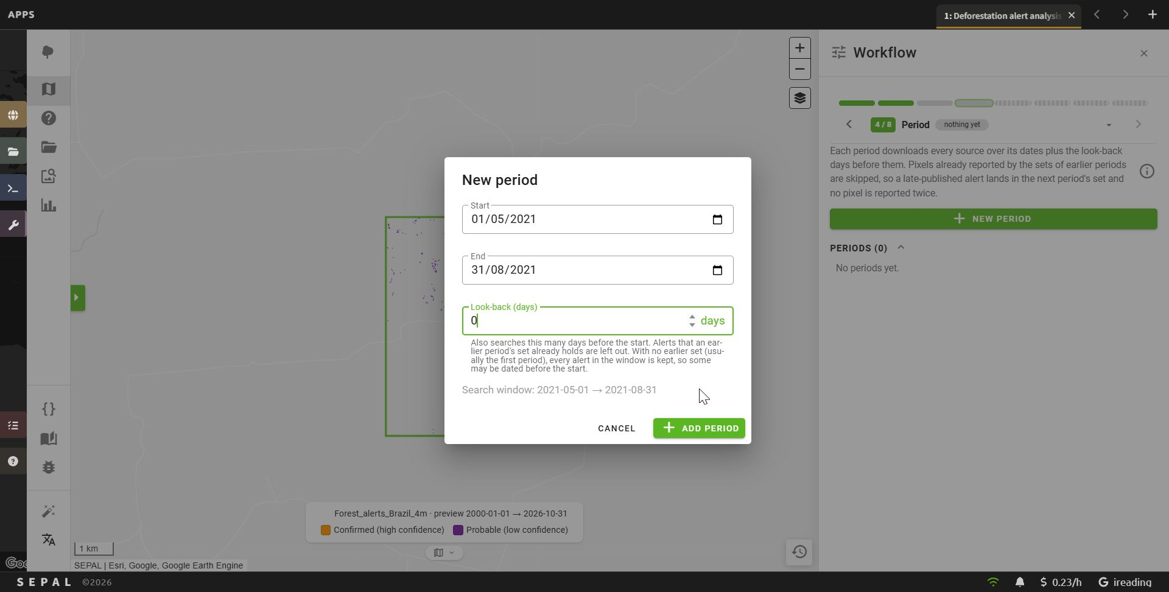 APPS
1: Deforestation alert analysis
Workflow
4 / 8 Period nothing yet
Each period downloads every source over its dates plus the look-back
days before them. Pixels already reported by the sets of earlier periods
are skipped, so a late-published alert lands in the next period's set and
no pixel is reported twice.
NEW PERIOD
PERIODS (0)
No periods yet.
New period
Start
01/05/2021
End
31/08/2021
Look-back (days)
0 days
Also searches this many days before the start. Alerts that an ear-
lier period's set already holds are left out. With no earlier set (usu-
ally the first period), every alert in the window is kept, so some
may be dated before the start.
Search window: 2021-05-01 → 2021-08-31
CANCEL ADD PERIOD
Forest_alerts_Brazil_4m · preview 2000-01-01 → 2026-10-31
Confirmed (high confidence) Probable (low confidence)
1 km
SEPAL | Esri, Google, Google Earth Engine
SEPAL ©2026
$ 0.23/h
G ireading